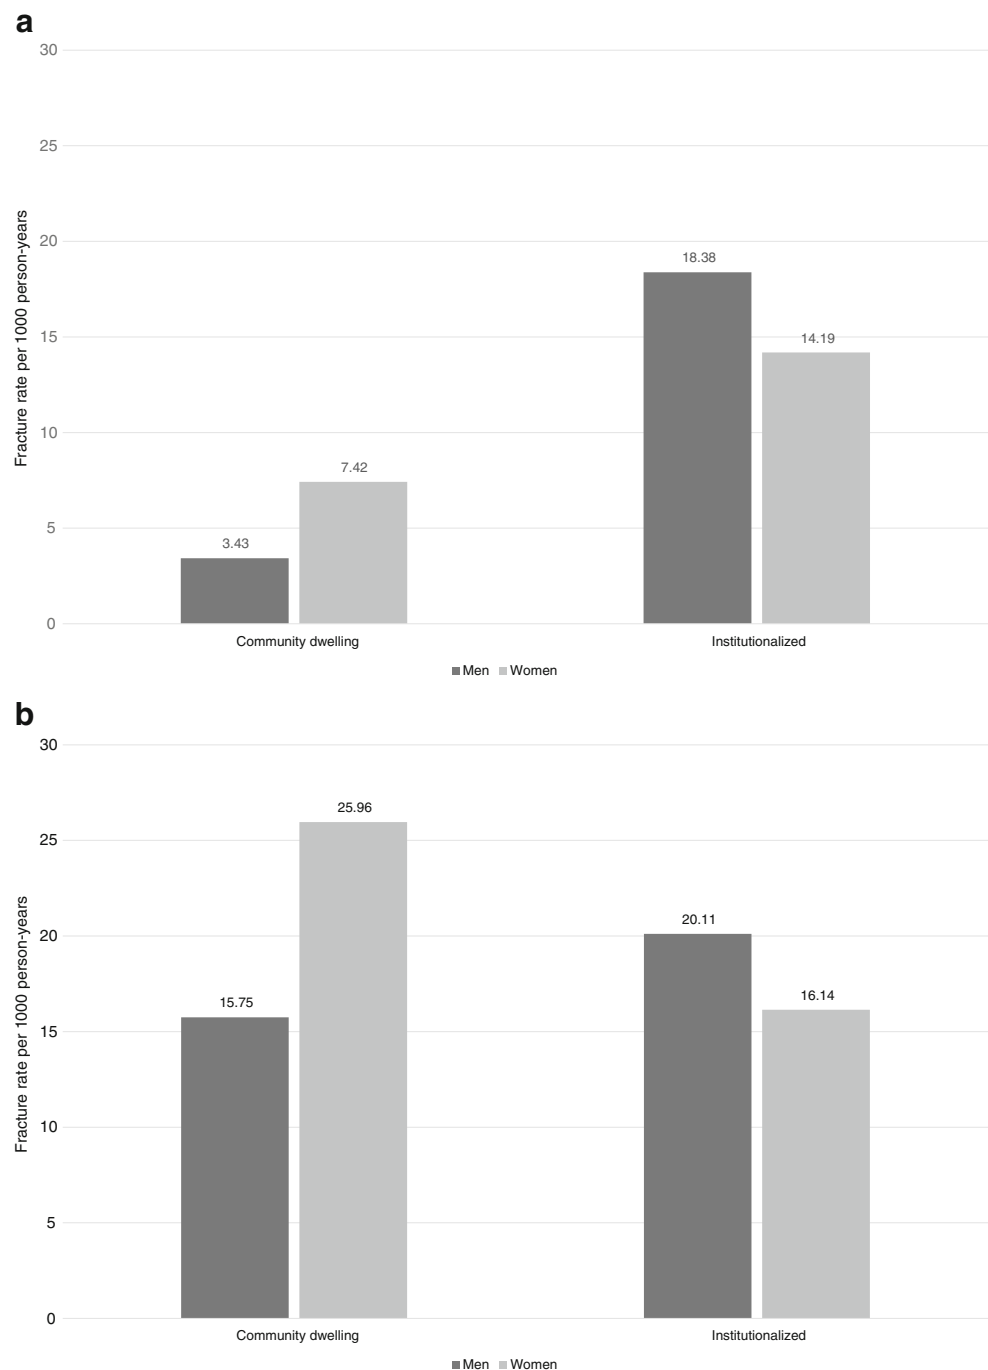 a
30
25
20
15
10
5
0
Fracture rate per 1000 person-years
3.43
7.42
18.38
14.19
Community dwelling
Institutionalized
Men Women
b
30
25
20
15
10
5
0
Fracture rate per 1000 person-years
15.75
25.96
20.11
16.14
Community dwelling
Institutionalized
Men Women